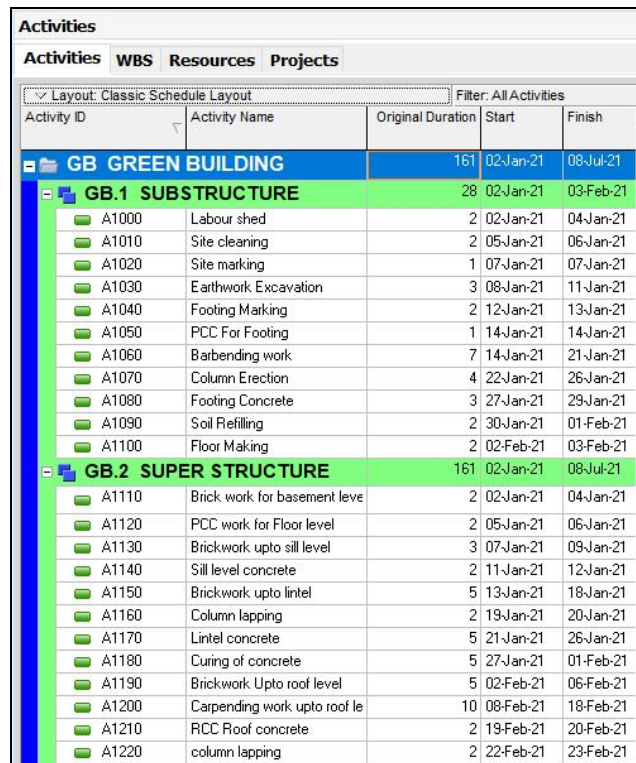 Activities
Activities WBS Resources Projects
Layout: Classic Schedule Layout Filter: All Activities
Activity ID Activity Name Original Duration Start Finish
GB GREEN BUILDING 161 02-Jan-21 08-Jul-21
GB.1 SUBSTRUCTURE 28 02-Jan-21 03-Feb-21
A1000 Labour shed 2 02-Jan-21 04-Jan-21
A1010 Site cleaning 2 05-Jan-21 06-Jan-21
A1020 Site marking 1 07-Jan-21 07-Jan-21
A1030 Earthwork Excavation 3 08-Jan-21 11-Jan-21
A1040 Footing Marking 2 12-Jan-21 13-Jan-21
A1050 PCC For Footing 1 14-Jan-21 14-Jan-21
A1060 Barbending work 7 14-Jan-21 21-Jan-21
A1070 Column Erection 4 22-Jan-21 26-Jan-21
A1080 Footing Concrete 3 27-Jan-21 29-Jan-21
A1090 Soil Refilling 2 30-Jan-21 01-Feb-21
A1100 Floor Making 2 02-Feb-21 03-Feb-21
GB.2 SUPER STRUCTURE 161 02-Jan-21 08-Jul-21
A1110 Brick work for basement leve 2 02-Jan-21 04-Jan-21
A1120 PCC work for Floor level 2 05-Jan-21 06-Jan-21
A1130 Brickwork upto sill level 3 07-Jan-21 09-Jan-21
A1140 Sill level concrete 2 11-Jan-21 12-Jan-21
A1150 Brickwork upto lintel 5 13-Jan-21 18-Jan-21
A1160 Column lapping 2 19-Jan-21 20-Jan-21
A1170 Lintel concrete 5 21-Jan-21 26-Jan-21
A1180 Curing of concrete 5 27-Jan-21 01-Feb-21
A1190 Brickwork Upto roof level 5 02-Feb-21 06-Feb-21
A1200 Carpending work upto roof le 10 08-Feb-21 18-Feb-21
A1210 RCC Roof concrete 2 19-Feb-21 20-Feb-21
A1220 column lapping 2 22-Feb-21 23-Feb-21